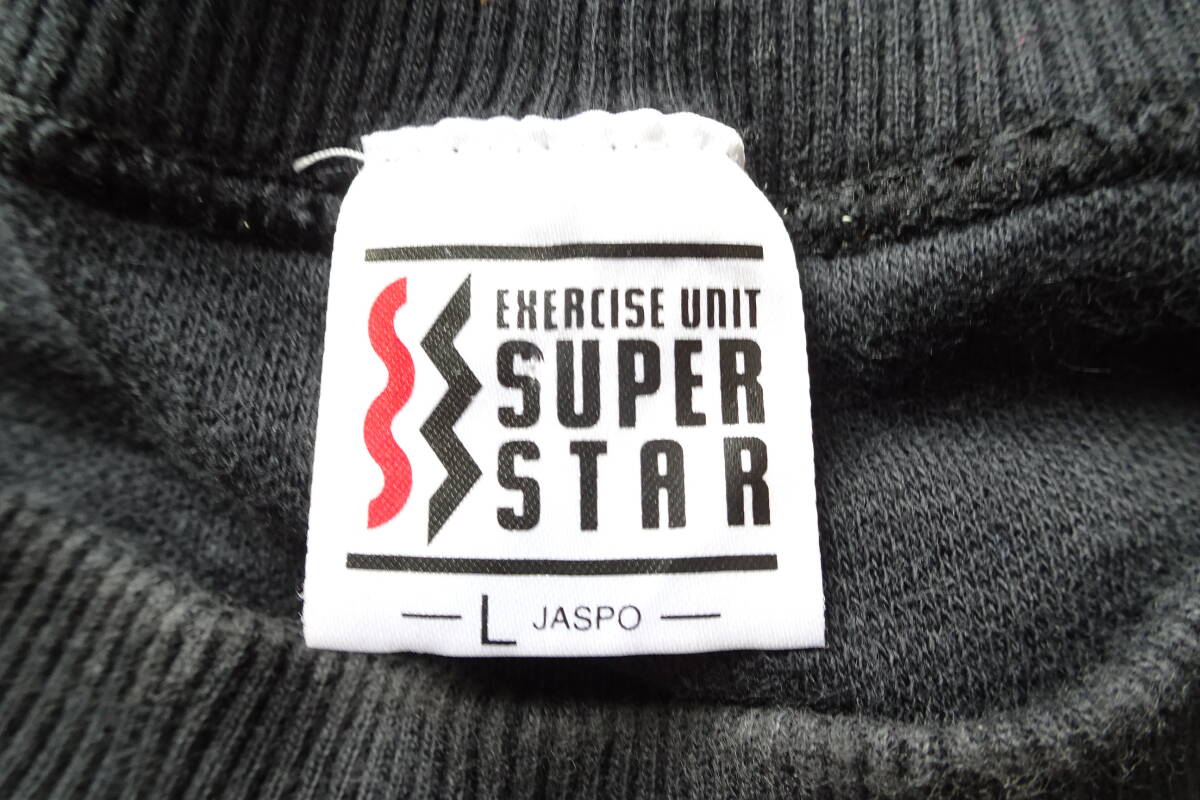 EXERCISE UNIT
SUPER
STAR
L JASPO